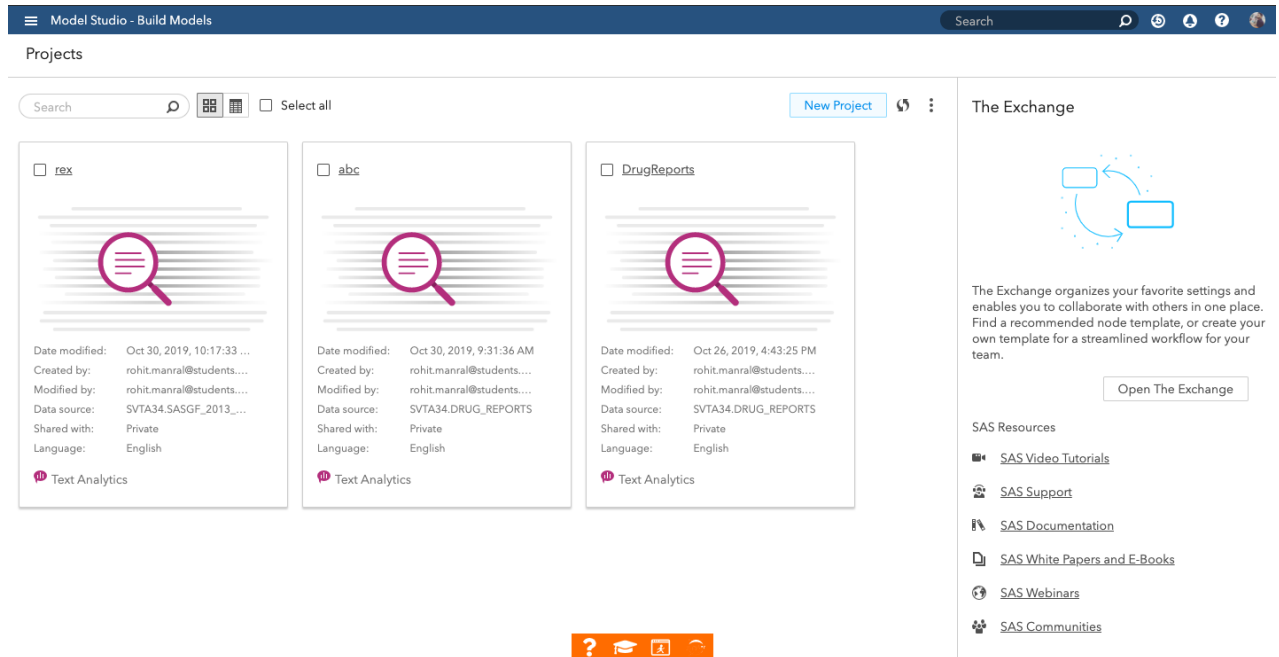 Model Studio - Build Models
Search
Projects
Search
Select all
New Project
rex
Date modified: Oct 30, 2019, 10:17:33 ...
Created by: rohit.manral@students....
Modified by: rohit.manral@students....
Data source: SVTA34.SASGF_2013_...
Shared with: Private
Language: English
Text Analytics
abc
Date modified: Oct 30, 2019, 9:31:36 AM
Created by: rohit.manral@students....
Modified by: rohit.manral@students....
Data source: SVTA34.DRUG_REPORTS
Shared with: Private
Language: English
Text Analytics
DrugReports
Date modified: Oct 26, 2019, 4:43:25 PM
Created by: rohit.manral@students....
Modified by: rohit.manral@students....
Data source: SVTA34.DRUG_REPORTS
Shared with: Private
Language: English
Text Analytics
The Exchange
The Exchange organizes your favorite settings and
enables you to collaborate with others in one place.
Find a recommended node template, or create your
own template for a streamlined workflow for your
team.
Open The Exchange
SAS Resources
SAS Video Tutorials
SAS Support
SAS Documentation
SAS White Papers and E-Books
SAS Webinars
SAS Communities